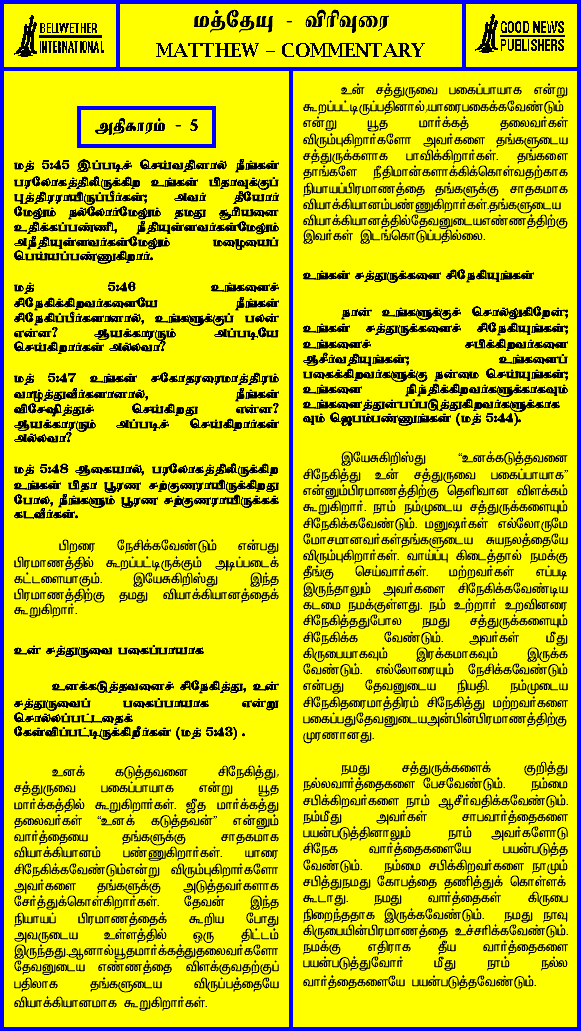 BELWETHER
INTERNATIONAL
மத்தேயு - விரிவுரை
MATTHEW – COMMENTARY
GOOD NEWS
PUBLISHERS
அதிகாரம் - 5
மத் 5:45 இப்படிச் செய்வதினால் நீங்கள்
பரலோகத்திலிருக்கிற உங்கள் பிதாவுக்குப்
புத்திரராயிருப்பீர்கள்; அவர் தீயோர்
மேலும் நல்லோர்மேலும் தமது சூரியனை
உதிக்கப்பண்ணி, நீதியுள்ளவர்கள்மேலும்
அநீதியுள்ளவர்கள்மேலும் மழையைப்
பெய்யப்பண்ணுகிறார்.
மத் 5:46 உங்களைச்
சிநேகிக்கிறவர்களையே நீங்கள்
சிநேகிப்பீர்களானால், உங்களுக்குப் பலன்
என்ன? ஆயக்காரரும் அப்படியே
செய்கிறார்கள் அல்லவா?
மத் 5:47 உங்கள் சகோதரரைமாத்திரம்
வாழ்த்துவீர்களானால், நீங்கள்
விசேஷித்துச் செய்கிறது என்ன?
ஆயக்காரரும் அப்படிச் செய்கிறார்கள்
அல்லவா?
மத் 5:48 ஆகையால், பரலோகத்திலிருக்கிற
உங்கள் பிதா பூரண சற்குணராயிருக்கிறது
போல, நீங்களும் பூரண சற்குணராயிருக்கக்
கடவீர்கள்.
பிறரை நேசிக்கவேண்டும் என்பது
பிரமாணத்தில் கூறப்பட்டிருக்கும் அடிப்படைக்
கட்டளையாகும். இயேசுகிறிஸ்து இந்த
பிரமாணத்திற்கு தமது வியாக்கியானத்தைக்
கூறுகிறார்.
உன் சத்துருவை பகைப்பாயாக
உனக்கடுத்தவனைச் சிநேகித்து, உன்
சத்துருவைப் பகைப்பாயாக என்று
சொல்லப்பட்டதைக்
கேள்விப்பட்டிருக்கிறீர்கள் (மத் 5:43) .
உனக் கடுத்தவனை சிநேகித்து,
சத்துருவை பகைப்பாயாக என்று யூத
மார்க்கத்தில் கூறுகிறார்கள். ஜீத மார்க்கத்து
தலைவர்கள் “உனக் கடுத்தவன்” என்னும்
வார்த்தையை தங்களுக்கு சாதகமாக
வியாக்கியானம் பண்ணுகிறார்கள். யாரை
சிநேகிக்கவேண்டும்என்று விரும்புகிறார்களோ
அவர்களை தங்களுக்கு அடுத்தவர்களாக
சேர்த்துக்கொள்கிறார்கள். தேவன் இந்த
நியாயப் பிரமாணத்தைக் கூறிய போது
அவருடைய உள்ளத்தில் ஒரு திட்டம்
இருந்தது.ஆனால்யூதமார்க்கத்துதலைவர்களோ
தேவனுடைய எண்ணத்தை விளக்குவதற்குப்
பதிலாக தங்களுடைய விருப்பத்தையே
வியாக்கியானமாக கூறுகிறார்கள்.
உன் சத்துருவை பகைப்பாயாக என்று
கூறப்பட்டிருப்பதினால்,யாரைபகைக்கவேண்டும்
என்று யூத மார்க்கத் தலைவர்கள்
விரும்புகிறார்களோ அவர்களை தங்களுடைய
சத்துருக்களாக பாவிக்கிறார்கள். தங்களை
தாங்களே நீதிமான்களாக்கிக்கொள்வதற்காக
நியாயப்பிரமாணத்தை தங்களுக்கு சாதகமாக
வியாக்கியானம்பண்ணுகிறார்கள்.தங்களுடைய
வியாக்கியானத்தில்தேவனுடையஎண்ணத்திற்கு
இவர்கள் இடங்கொடுப்பதில்லை.
உங்கள் சத்துருக்களை சிநேகியுங்கள்
நான் உங்களுக்குச் சொல்லுகிறேன்;
உங்கள் சத்துருக்களைச் சிநேகியுங்கள்;
உங்களைச் சபிக்கிறவர்களை
ஆசீர்வதியுங்கள்; உங்களைப்
பகைக்கிறவர்களுக்கு நன்மை செய்யுங்கள்;
உங்களை நிந்திக்கிறவர்களுக்காகவும்
உங்களைத்துன்பப்படுத்துகிறவர்களுக்காக
வும் ஜெபம்பண்ணுங்கள் (மத் 5:44).
இயேசுகிறிஸ்து “உனக்கடுத்தவனை
சிநேகித்து உன் சத்துருவை பகைப்பாயாக”
என்னும்பிரமாணத்திற்கு தெளிவான விளக்கம்
கூறுகிறார். நாம் நம்முடைய சத்துருக்களையும்
சிநேகிக்கவேண்டும். மனுஷர்கள் எல்லோருமே
மோசமானவர்கள்தங்களுடைய சுயநலத்தையே
விரும்புகிறார்கள். வாய்ப்பு கிடைத்தால் நமக்கு
தீங்கு செய்வார்கள். மற்றவர்கள் எப்படி
இருந்தாலும் அவர்களை சிநேகிக்கவேண்டிய
கடமை நமக்குள்ளது. நம் உற்றார் உறவினரை
சிநேகித்ததுபோல நமது சத்துருக்களையும்
சிநேகிக்க வேண்டும். அவர்கள் மீது
கிருபையாகவும் இரக்கமாகவும் இருக்க
வேண்டும். எல்லோரையும் நேசிக்கவேண்டும்
என்பது தேவனுடைய நியதி. நம்முடைய
சிநேகிதரைமாத்திரம் சிநேகித்து மற்றவர்களை
பகைப்பதுதேவனுடையஅன்பின்பிரமாணத்திற்கு
முரணானது.
நமது சத்துருக்களைக் குறித்து
நல்லவார்த்தைகளை பேசவேண்டும். நம்மை
சபிக்கிறவர்களை நாம் ஆசீர்வதிக்கவேண்டும்.
நம்மீது அவர்கள் சாபவார்த்தைகளை
பயன்படுத்தினாலும் நாம் அவர்களோடு
சிநேக வார்த்தைகளையே பயன்படுத்த
வேண்டும். நம்மை சபிக்கிறவர்களை நாமும்
சபித்துநமது கோபத்தை தணித்துக் கொள்ளக்
கூடாது. நமது வார்த்தைகள் கிருபை
நிறைந்ததாக இருக்கவேண்டும். நமது நாவு
கிருபையின்பிரமாணத்தை உச்சரிக்கவேண்டும்.
நமக்கு எதிராக தீய வார்த்தைகளை
பயன்படுத்துவோர் மீது நாம் நல்ல
வார்த்தைகளையே பயன்படுத்தவேண்டும்.